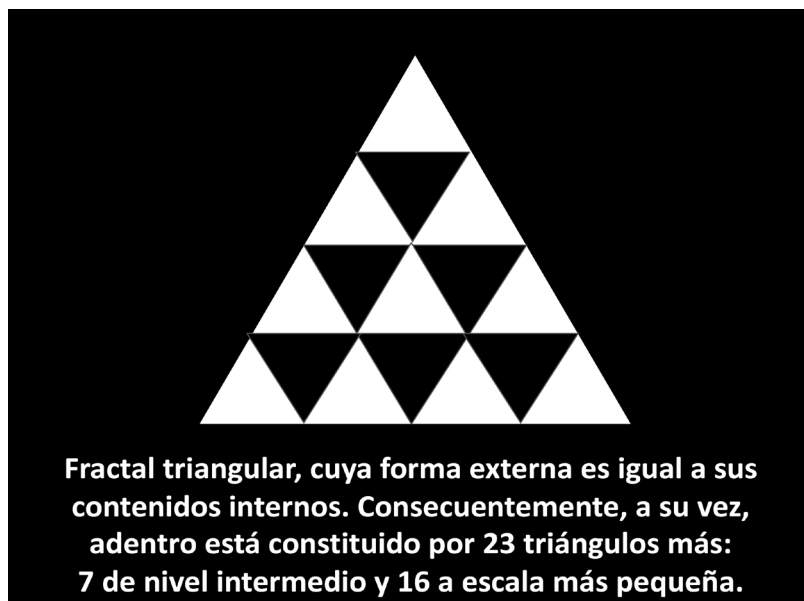 Fractal triangular, cuya forma externa es igual a sus
contenidos internos. Consecuentemente, a su vez,
adentro está constituido por 23 triángulos más:
7 de nivel intermedio y 16 a escala más pequeña.